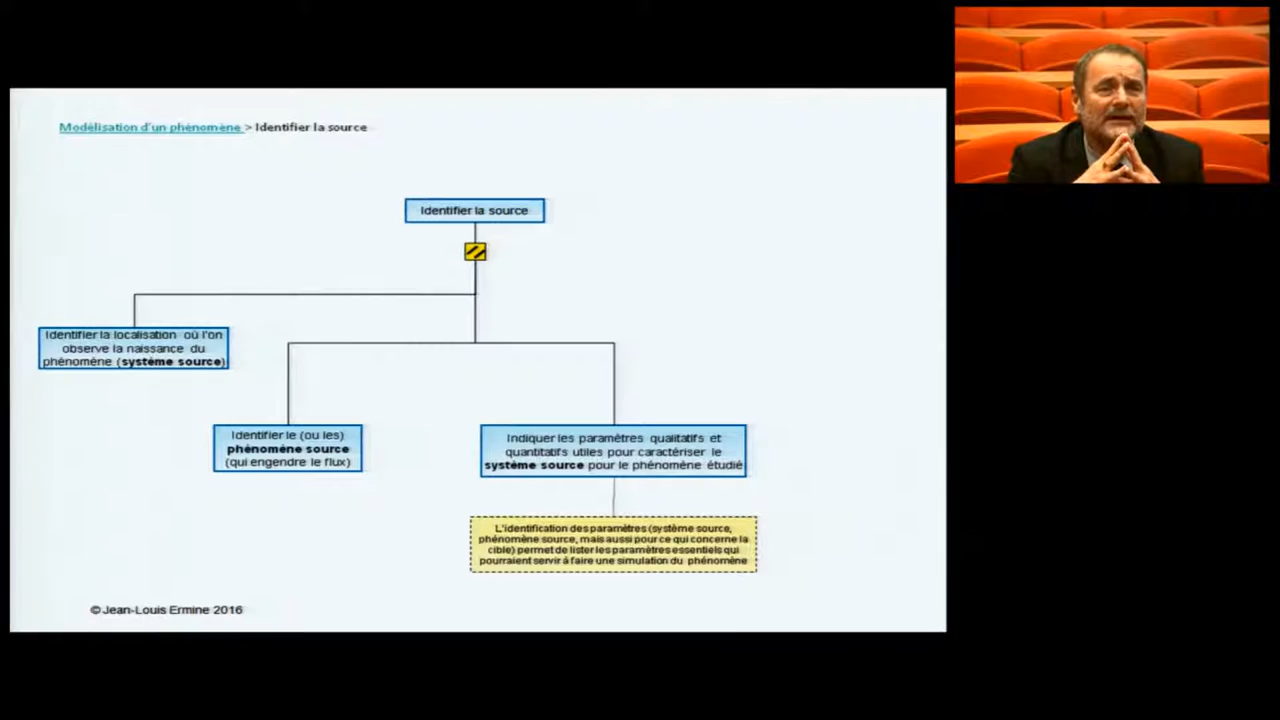 Modélisation d'un phénomène > Identifier la source
Identifier la source
Identifier la localisation où l'on
observe la naissance du
phénomène (système source)
Identifier le (ou les)
phénomène source
(qui engendre le flux)
Indiquer les paramètres qualitatifs et
quantitatifs utiles pour caractériser le
système source pour le phénomène étudié
L'identification des paramètres (système source,
phénomène source, mais aussi pour ce qui concerne la
cible) permet de lister les paramètres essentiels qui
pourraient servir à faire une simulation du phénomène
© Jean-Louis Ermine 2016